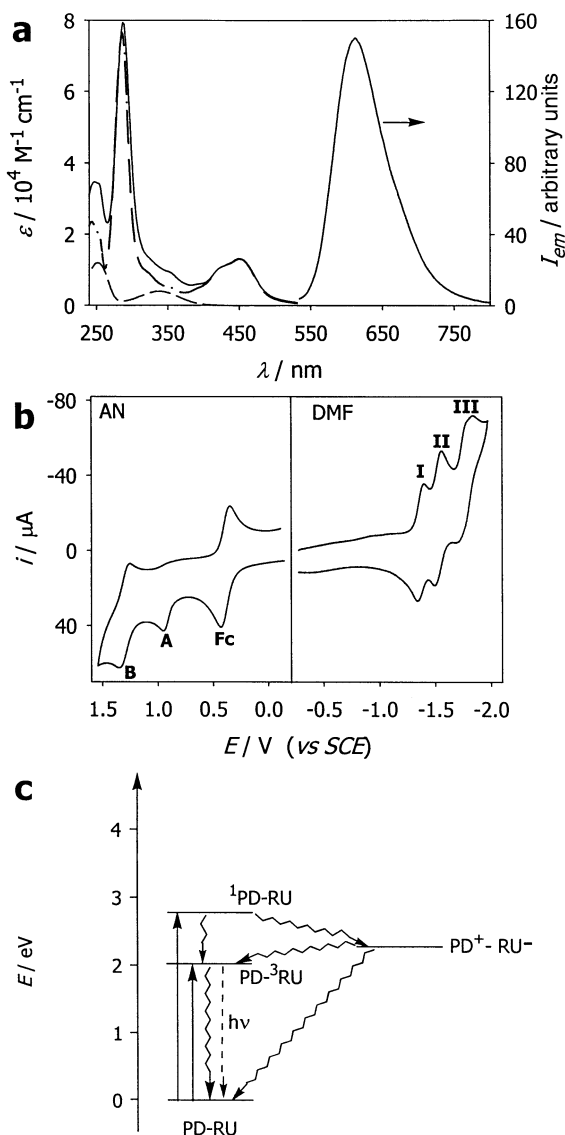 a
8
6
4
2
0
ε / 10⁴ M⁻¹ cm⁻¹
160
120
80
40
0
I_em / arbitrary units
250 350 450 550 650 750
λ / nm
b
AN DMF
-80
-40
0
40
i / μA
I
II
III
B
A
Fc
1.5 1.0 0.5 0.0 -0.5 -1.0 -1.5 -2.0
E / V (vs SCE)
c
4
3
2
1
0
E / eV
¹PD-RU
PD⁺- RU⁻
PD-³RU
hν
PD-RU